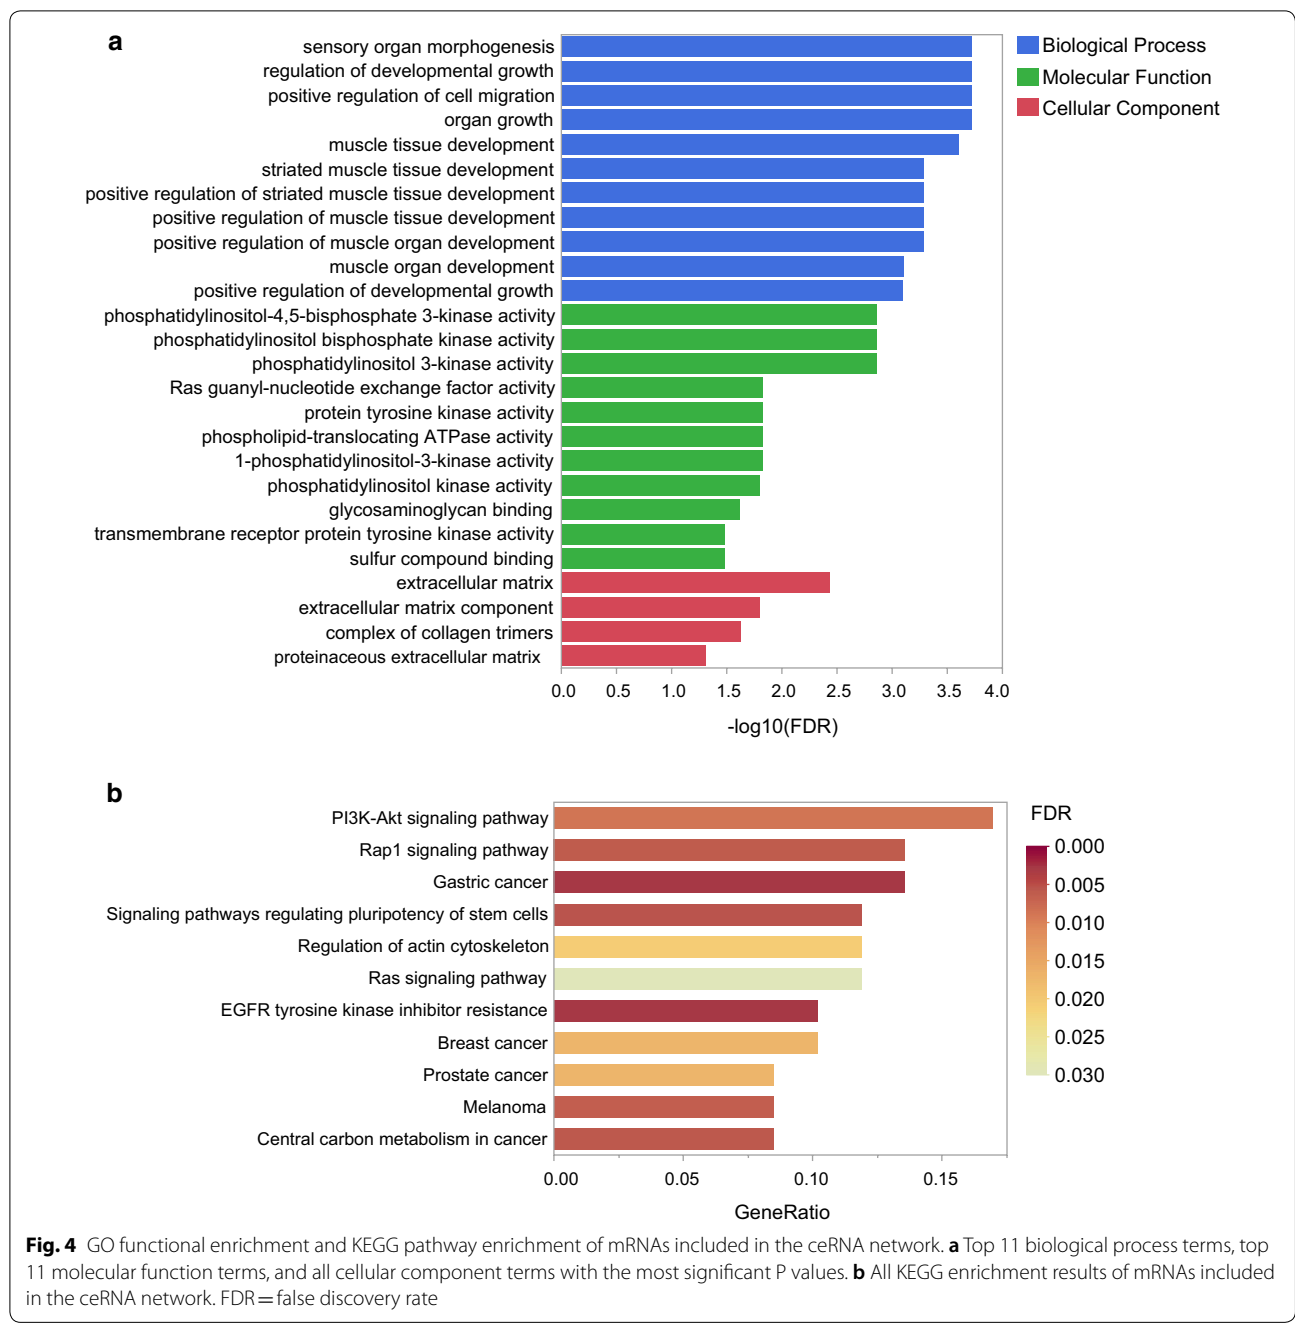 a
sensory organ morphogenesis
regulation of developmental growth
positive regulation of cell migration
organ growth
muscle tissue development
striated muscle tissue development
positive regulation of striated muscle tissue development
positive regulation of muscle tissue development
positive regulation of muscle organ development
muscle organ development
positive regulation of developmental growth
phosphatidylinositol-4,5-bisphosphate 3-kinase activity
phosphatidylinositol bisphosphate kinase activity
phosphatidylinositol 3-kinase activity
Ras guanyl-nucleotide exchange factor activity
protein tyrosine kinase activity
phospholipid-translocating ATPase activity
1-phosphatidylinositol-3-kinase activity
phosphatidylinositol kinase activity
glycosaminoglycan binding
transmembrane receptor protein tyrosine kinase activity
sulfur compound binding
extracellular matrix
extracellular matrix component
complex of collagen trimers
proteinaceous extracellular matrix
0.0 0.5 1.0 1.5 2.0 2.5 3.0 3.5 4.0
-log10(FDR)
Biological Process
Molecular Function
Cellular Component
b
PI3K-Akt signaling pathway
Rap1 signaling pathway
Gastric cancer
Signaling pathways regulating pluripotency of stem cells
Regulation of actin cytoskeleton
Ras signaling pathway
EGFR tyrosine kinase inhibitor resistance
Breast cancer
Prostate cancer
Melanoma
Central carbon metabolism in cancer
0.00 0.05 0.10 0.15
GeneRatio
FDR
0.000
0.005
0.010
0.015
0.020
0.025
0.030
Fig. 4 GO functional enrichment and KEGG pathway enrichment of mRNAs included in the ceRNA network. a Top 11 biological process terms, top
11 molecular function terms, and all cellular component terms with the most significant P values. b All KEGG enrichment results of mRNAs included
in the ceRNA network. FDR = false discovery rate